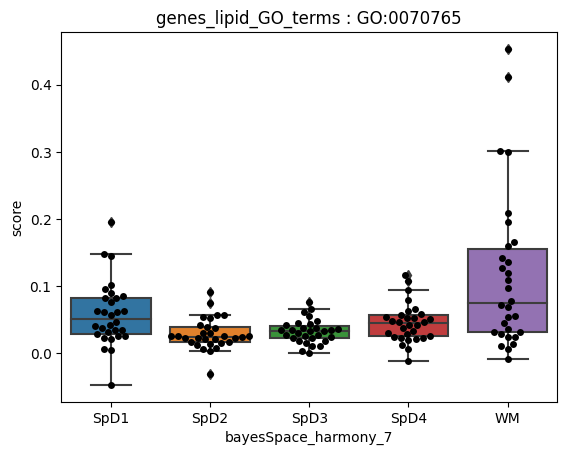 genes_lipid_GO_terms : GO:0070765
0.4
0.3
0.2
0.1
0.0
score
SpD1 SpD2 SpD3 SpD4 WM
bayesSpace_harmony_7